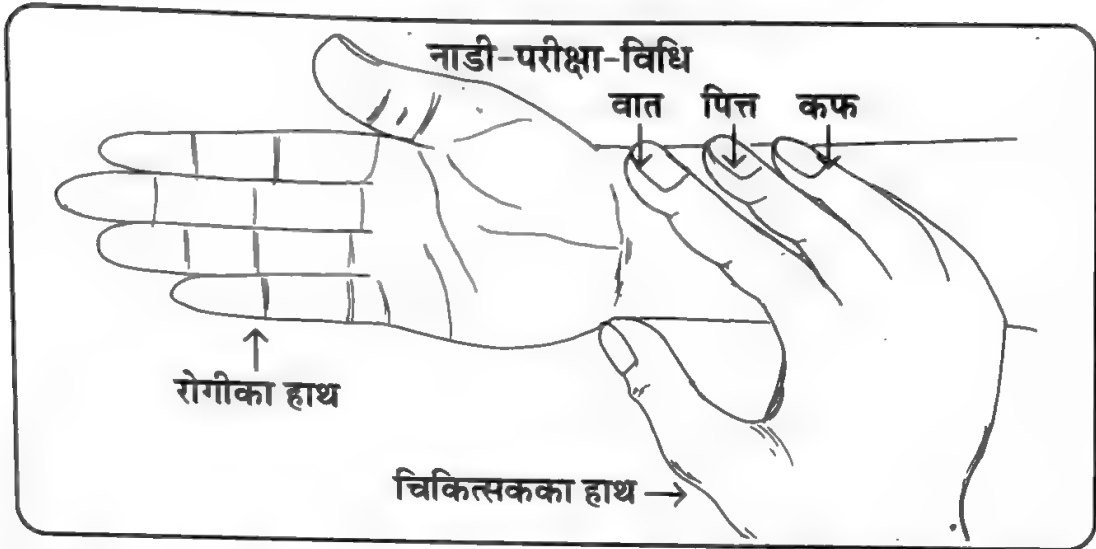 नाडी-परीक्षा-विधि
वात पित्त कफ
रोगीका हाथ
चिकित्सकका हाथ